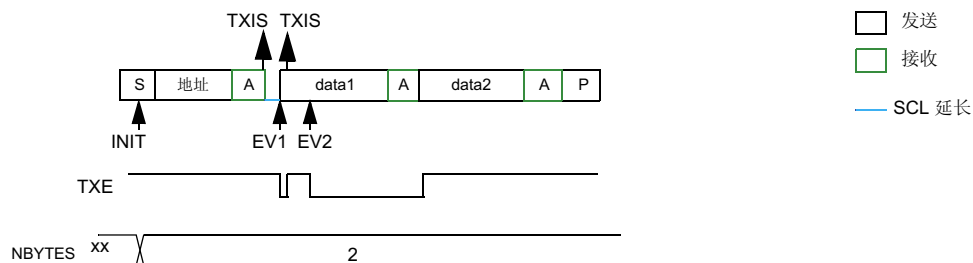 TXIS TXIS
发送
接收
SCL 延长
S 地址 A data1 A data2 A P
INIT EV1 EV2
TXE
NBYTES xx 2